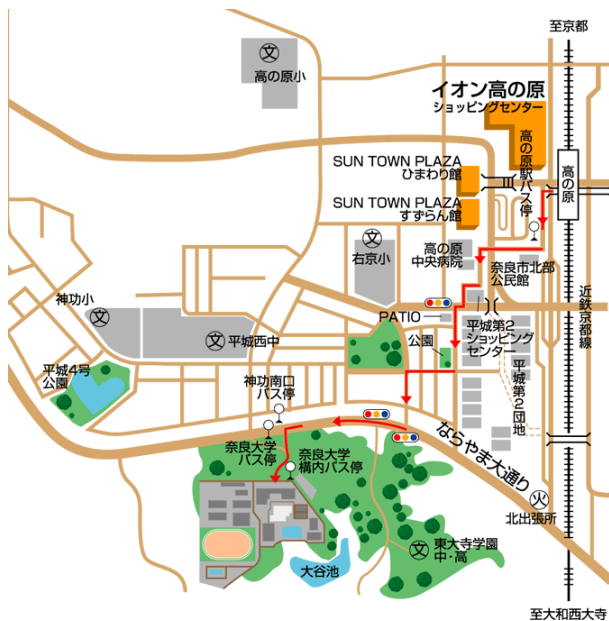 至京都
文
高の原小
イオン高の原
ショッピングセンター
高の原駅バス停
高の原
SUN TOWN PLAZA
ひまわり館
SUN TOWN PLAZA
すずらん館
文
右京小
高の原
中央病院
奈良市北部
公民館
近鉄京都線
神功小
文
文
平城西中
PATIO
平城第2
ショッピング
センター
公園
平城4号
公園
神功南口
バス停
平城第2団地
奈良大学
バス停
奈良大学
構内バス停
ならやま大通り
火
北出張所
文
東大寺学園
中・高
大谷池
至大和西大寺